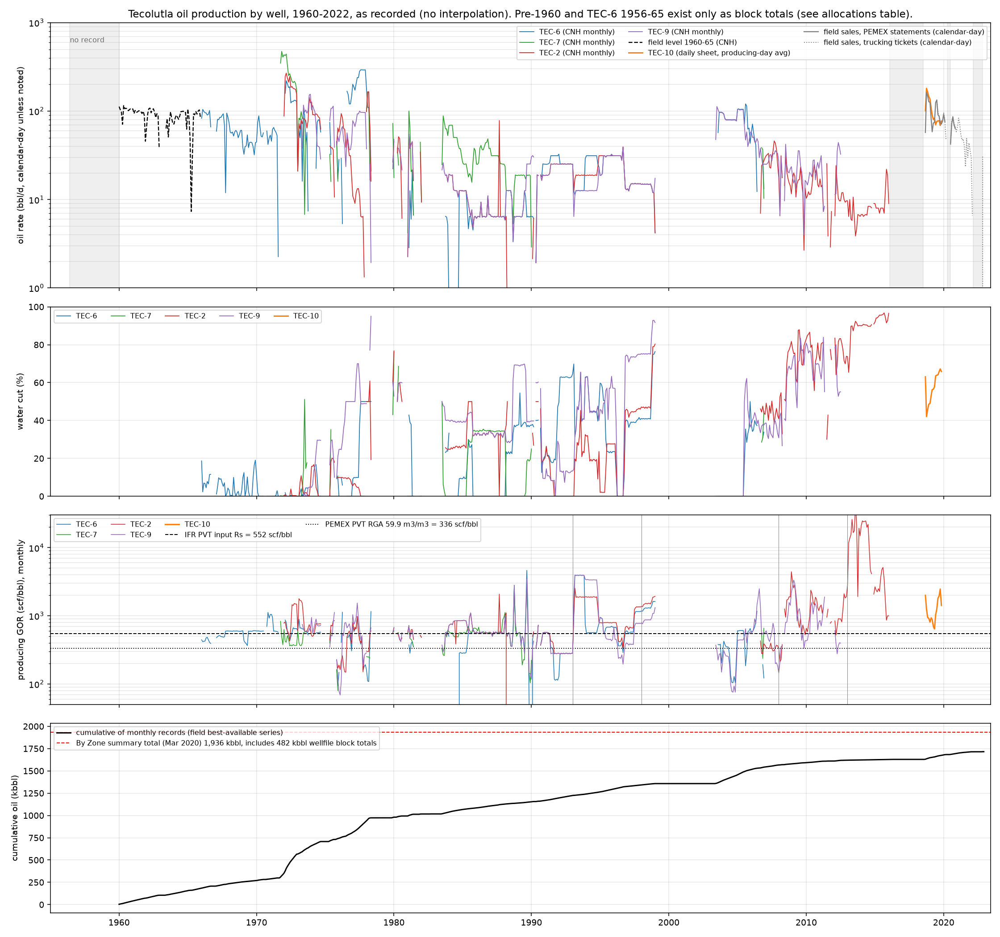 Tecolutla oil production by well, 1960-2022, as recorded (no interpolation). Pre-1960 and TEC-6 1956-65 exist only as block totals (see allocations table).
oil rate (bbl/d, calendar-day unless noted)
10³
10²
10¹
10⁰
no record
TEC-6 (CNH monthly)
TEC-7 (CNH monthly)
TEC-2 (CNH monthly)
TEC-9 (CNH monthly)
field level 1960-65 (CNH)
TEC-10 (daily sheet, producing-day avg)
field sales, PEMEX statements (calendar-day)
field sales, trucking tickets (calendar-day)
water cut (%)
100
80
60
40
20
0
TEC-6
TEC-7
TEC-2
TEC-9
TEC-10
producing GOR (scf/bbl), monthly
10⁴
10³
10²
TEC-6
TEC-7
TEC-2
TEC-9
TEC-10
IFR PVT input Rs = 552 scf/bbl
PEMEX PVT RGA 59.9 m3/m3 = 336 scf/bbl
cumulative oil (kbbl)
2000
1750
1500
1250
1000
750
500
250
0
cumulative of monthly records (field best-available series)
By Zone summary total (Mar 2020) 1,936 kbbl, includes 482 kbbl wellfile block totals
1960
1970
1980
1990
2000
2010
2020